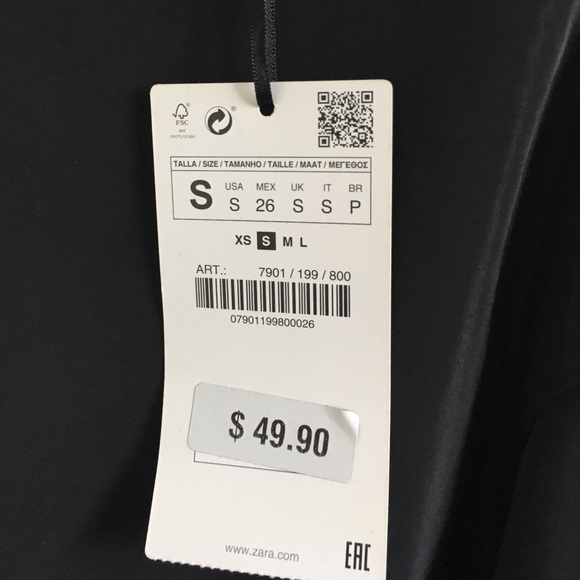 FSC
TALLA / SIZE / TAMANHO / TAILLE / MAAT / ΜΕΓΕΘΟΣ
S USA MEX UK IT BR
S 26 S S P
XS S M L
ART.: 7901 / 199 / 800
07901199800026
$ 49.90
www.zara.com
EAC